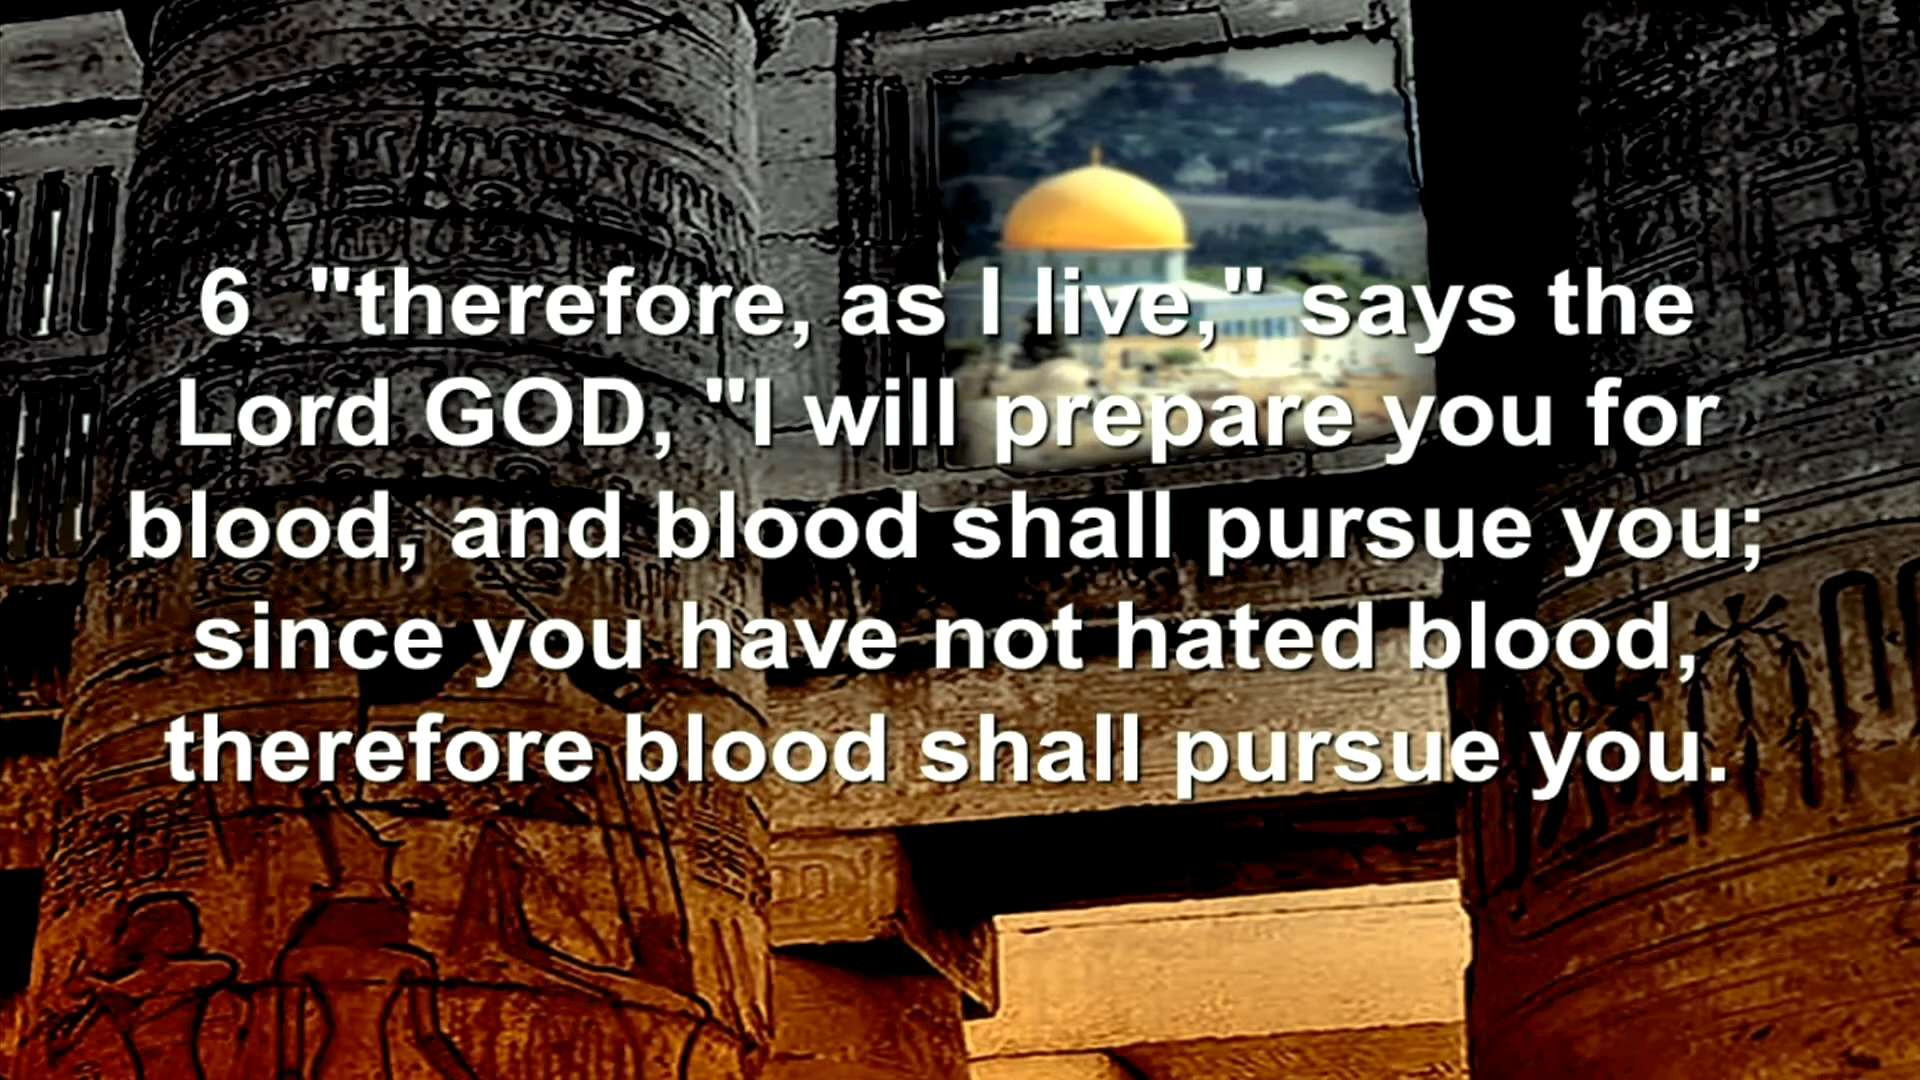 6 "therefore, as I live," says the
Lord GOD, "I will prepare you for
blood, and blood shall pursue you;
since you have not hated blood,
therefore blood shall pursue you.